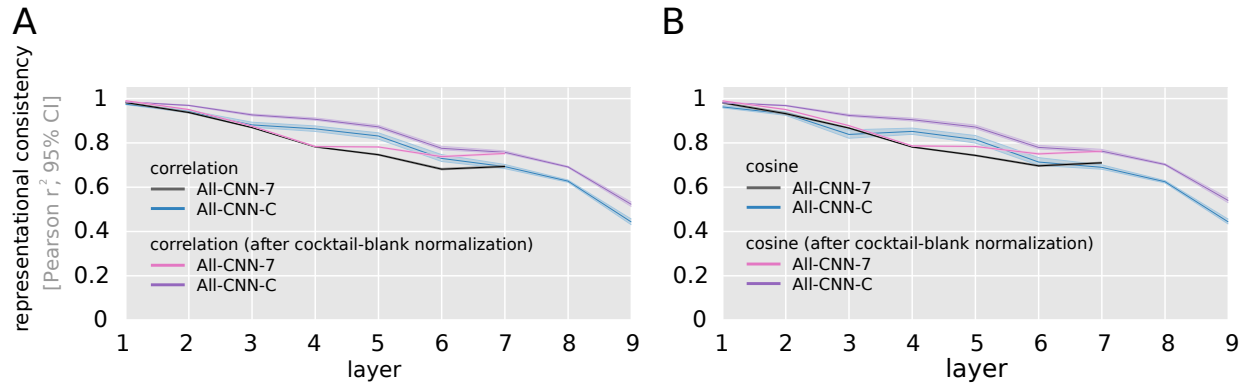 A
representational consistency
[Pearson r², 95% CI]
1
0.8
0.6
0.4
0.2
0
correlation
All-CNN-7
All-CNN-C
correlation (after cocktail-blank normalization)
All-CNN-7
All-CNN-C
1 2 3 4 5 6 7 8 9
layer
B
1
0.8
0.6
0.4
0.2
0
cosine
All-CNN-7
All-CNN-C
cosine (after cocktail-blank normalization)
All-CNN-7
All-CNN-C
1 2 3 4 5 6 7 8 9
layer